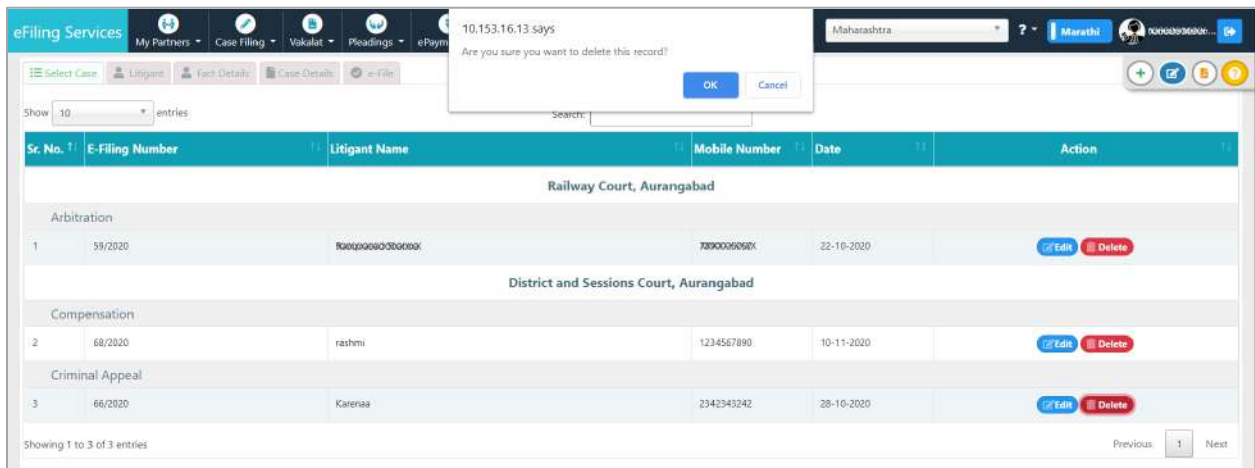 eFiling Services
My Partners
Case Filing
Vakalat
Pleadings
ePaym
10.153.16.13 says
Are you sure you want to delete this record?
OK
Cancel
Maharashtra
?
Marathi
Select Case
Litigant
Fact Details
Case Details
e-File
Show 10 entries
Search:
Sr. No. E-Filing Number Litigant Name Mobile Number Date Action
Railway Court, Aurangabad
Arbitration
1 59/2020 22-10-2020 Edit Delete
District and Sessions Court, Aurangabad
Compensation
2 68/2020 rashmi 1234567890 10-11-2020 Edit Delete
Criminal Appeal
3 66/2020 Karenaa 2342343242 28-10-2020 Edit Delete
Showing 1 to 3 of 3 entries
Previous 1 Next